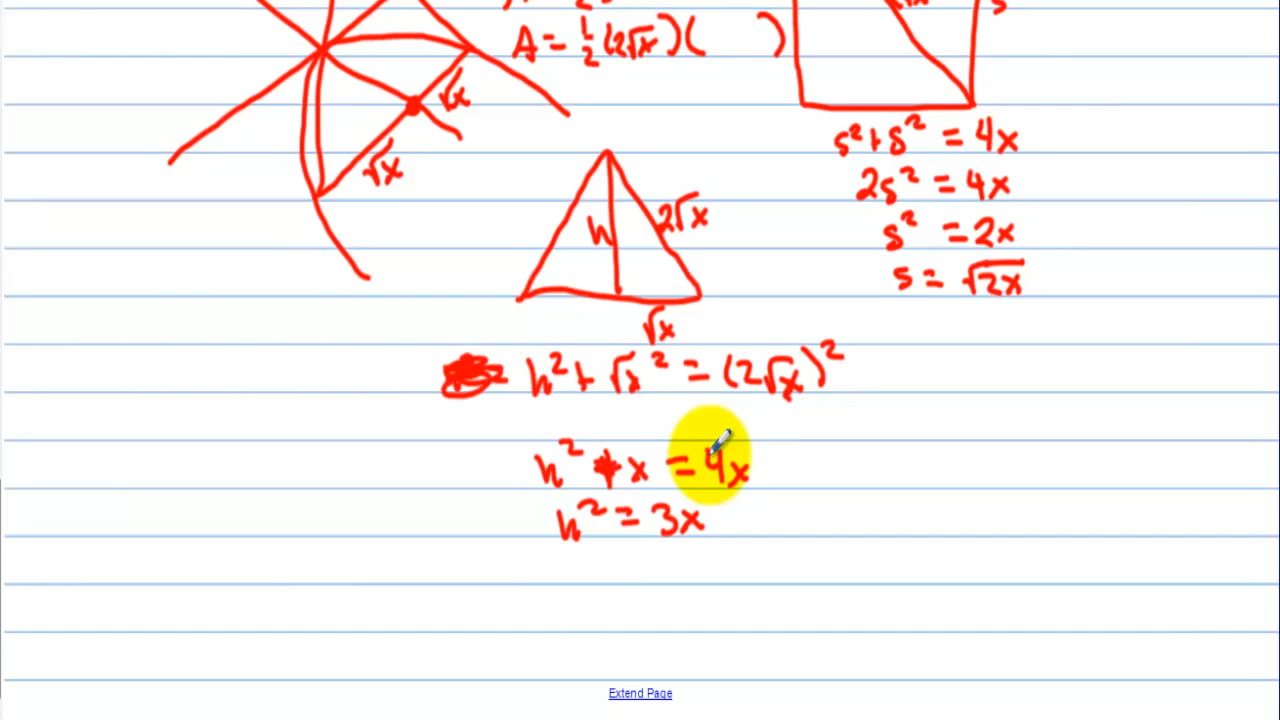 A = 1/2 (2√x)(  )
s
√x
√x
s² + s² = 4x
2s² = 4x
s² = 2x
s = √2x
h
2√x
√x
h² + √x² = (2√x)²
h² + x = 4x
h² = 3x
Extend Page